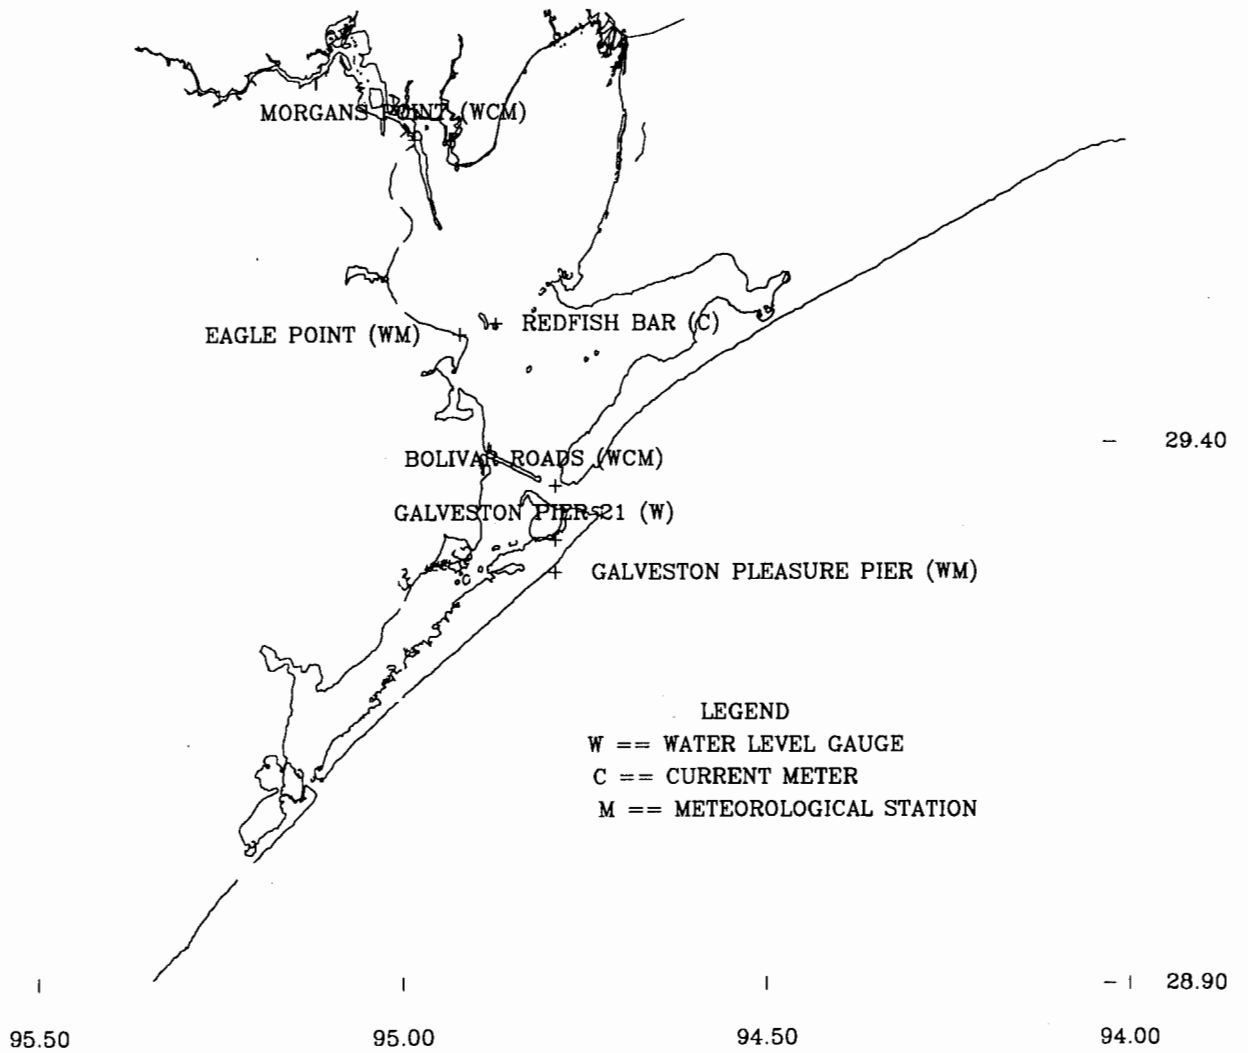 MORGANS POINT (WCM)
EAGLE POINT (WM)
REDFISH BAR (C)
29.40
BOLIVAR ROADS (WCM)
GALVESTON PIER 21 (W)
GALVESTON PLEASURE PIER (WM)
LEGEND
W == WATER LEVEL GAUGE
C == CURRENT METER
M == METEOROLOGICAL STATION
28.90
95.50
95.00
94.50
94.00